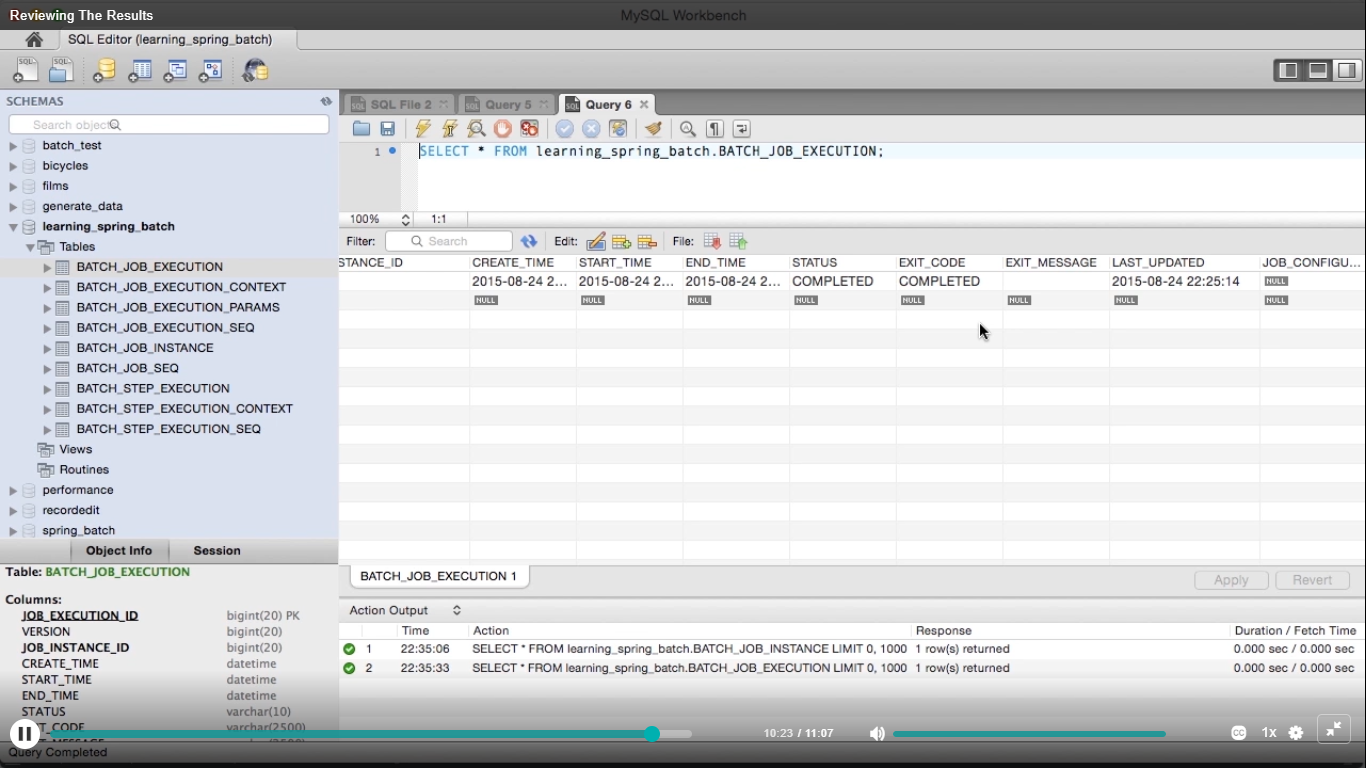 Reviewing The Results
MySQL Workbench
SQL Editor (learning_spring_batch)
SCHEMAS
Search objects
batch_test
bicycles
films
generate_data
learning_spring_batch
Tables
BATCH_JOB_EXECUTION
BATCH_JOB_EXECUTION_CONTEXT
BATCH_JOB_EXECUTION_PARAMS
BATCH_JOB_EXECUTION_SEQ
BATCH_JOB_INSTANCE
BATCH_JOB_SEQ
BATCH_STEP_EXECUTION
BATCH_STEP_EXECUTION_CONTEXT
BATCH_STEP_EXECUTION_SEQ
Views
Routines
performance
recordedit
spring_batch
Object Info Session
Table: BATCH_JOB_EXECUTION
Columns:
JOB_EXECUTION_ID bigint(20) PK
VERSION bigint(20)
JOB_INSTANCE_ID bigint(20)
CREATE_TIME datetime
START_TIME datetime
END_TIME datetime
STATUS varchar(10)
T_CODE varchar(2500)
Query Completed
SQL File 2 Query 5 Query 6
1 SELECT * FROM learning_spring_batch.BATCH_JOB_EXECUTION;
100% 1:1
Filter: Search Edit: File:
STANCE_ID CREATE_TIME START_TIME END_TIME STATUS EXIT_CODE EXIT_MESSAGE LAST_UPDATED JOB_CONFIGU...
2015-08-24 2... 2015-08-24 2... 2015-08-24 2... COMPLETED COMPLETED 2015-08-24 22:25:14 NULL
NULL NULL NULL NULL NULL NULL NULL NULL
BATCH_JOB_EXECUTION 1 Apply Revert
Action Output
Time Action Response Duration / Fetch Time
1 22:35:06 SELECT * FROM learning_spring_batch.BATCH_JOB_INSTANCE LIMIT 0, 1000 1 row(s) returned 0.000 sec / 0.000 sec
2 22:35:33 SELECT * FROM learning_spring_batch.BATCH_JOB_EXECUTION LIMIT 0, 1000 1 row(s) returned 0.000 sec / 0.000 sec
10:23 / 11:07 CC 1x